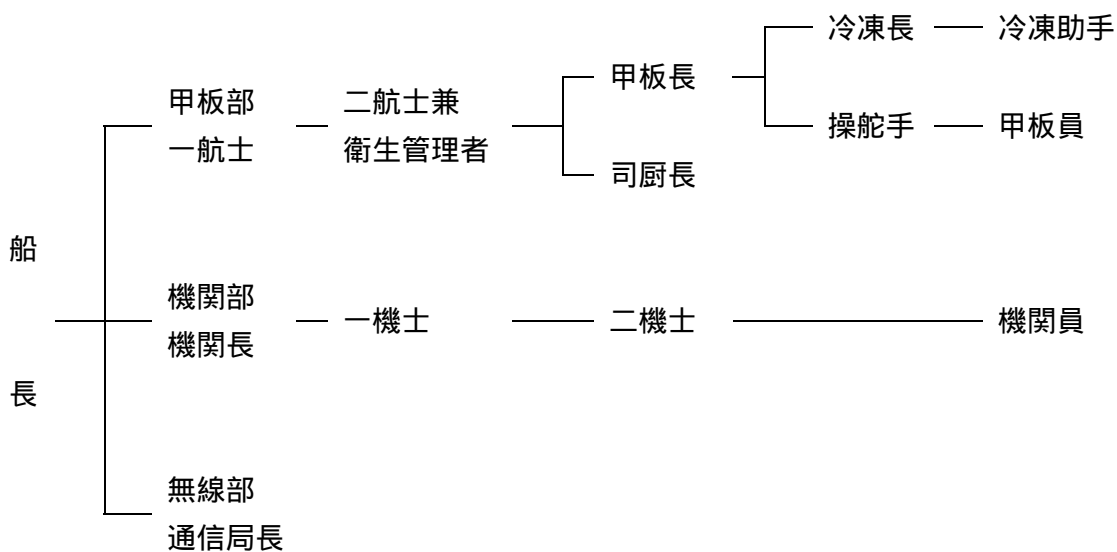 船長
甲板部
一航士
二航士兼
衛生管理者
甲板長
冷凍長
冷凍助手
操舵手
甲板員
司厨長
機関部
機関長
一機士
二機士
機関員
無線部
通信局長